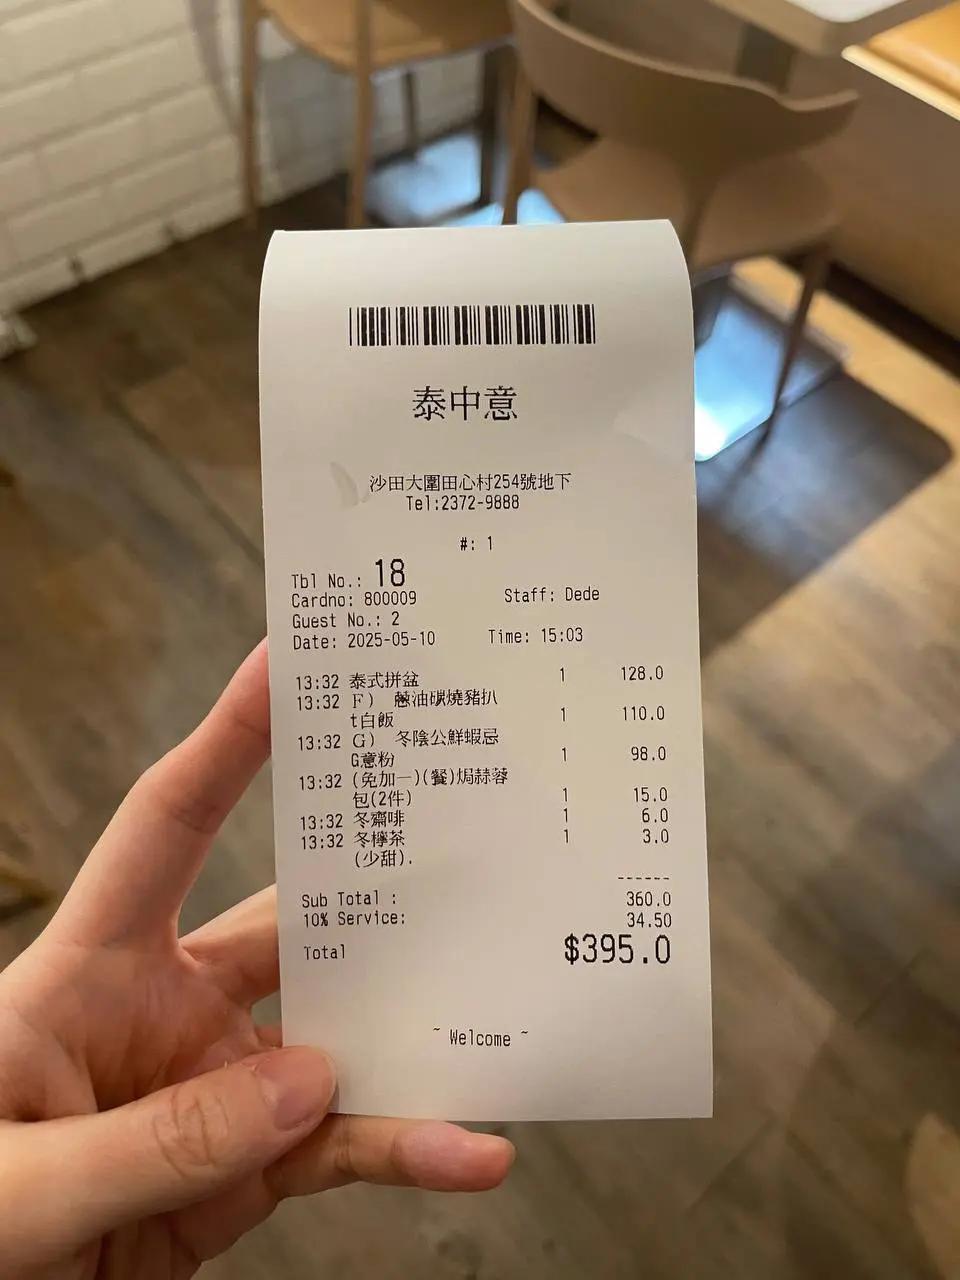 泰中意
沙田大圍田心村254號地下
Tel:2372-9888
#: 1
Tbl No.: 18
Cardno: 800009 Staff: Dede
Guest No.: 2
Date: 2025-05-10 Time: 15:03
13:32 泰式拼盆 1 128.0
13:32 F) 蔥油碳燒豬扒
t白飯 1 110.0
13:32 G) 冬陰公鮮蝦忌
G意粉 1 98.0
13:32 (免加一)(餐)焗蒜蓉
包(2件) 1 15.0
13:32 冬齋啡 1 6.0
13:32 冬檸茶 1 3.0
(少甜).
------
Sub Total : 360.0
10% Service: 34.50
Total $395.0
~ Welcome ~